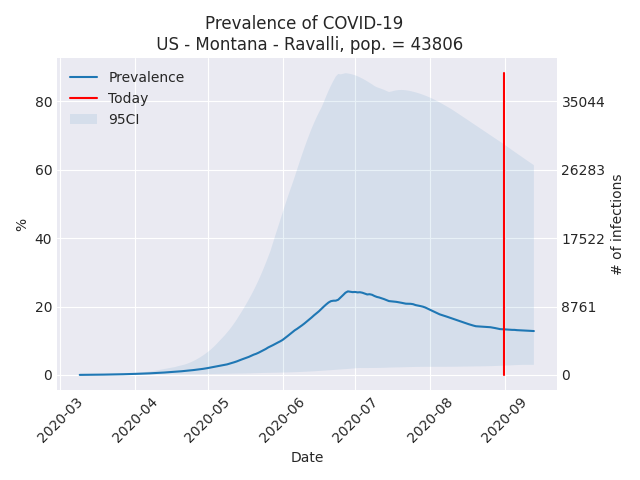 Prevalence of COVID-19
US - Montana - Ravalli, pop. = 43806
Prevalence
Today
95CI
80
60
40
20
0
%
35044
26283
17522
8761
0
# of infections
2020-03
2020-04
2020-05
2020-06
2020-07
2020-08
2020-09
Date